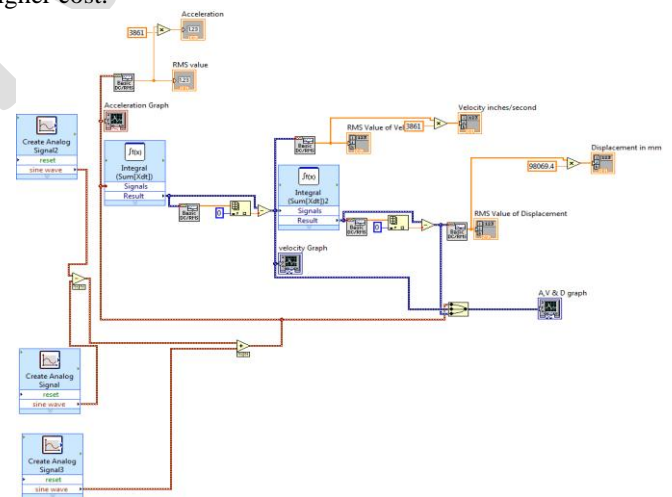 igher cost.
Acceleration
3861
RMS value
Acceleration Graph
Create Analog
Signal2
reset
sine wave
Integral
(Sum[Xdt])
Signals
Result
0
RMS Value of Vel
3861
Velocity inches/second
Integral
(Sum[Xdt])2
Signals
Result
0
velocity Graph
Displacement in mm
98069.4
RMS Value of Displacement
A,V & D graph
Create Analog
Signal
reset
sine wave
Create Analog
Signal3
reset
sine wave